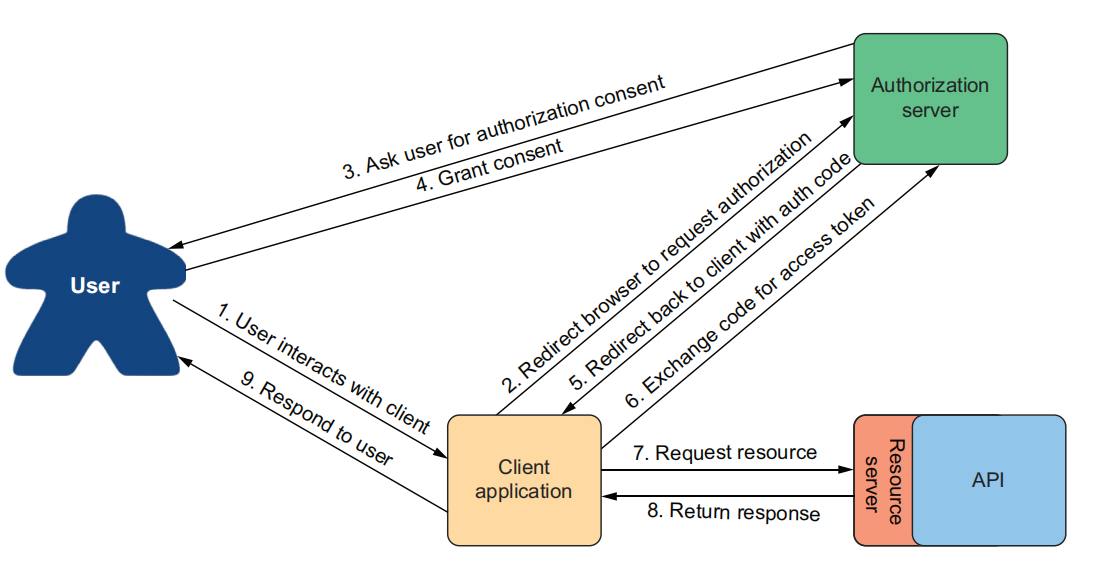 Authorization
server
3. Ask user for authorization consent
4. Grant consent
User
2. Redirect browser to request authorization
5. Redirect back to client with auth code
6. Exchange code for access token
1. User interacts with client
9. Respond to user
Client
application
7. Request resource
8. Return response
Resource
server
API